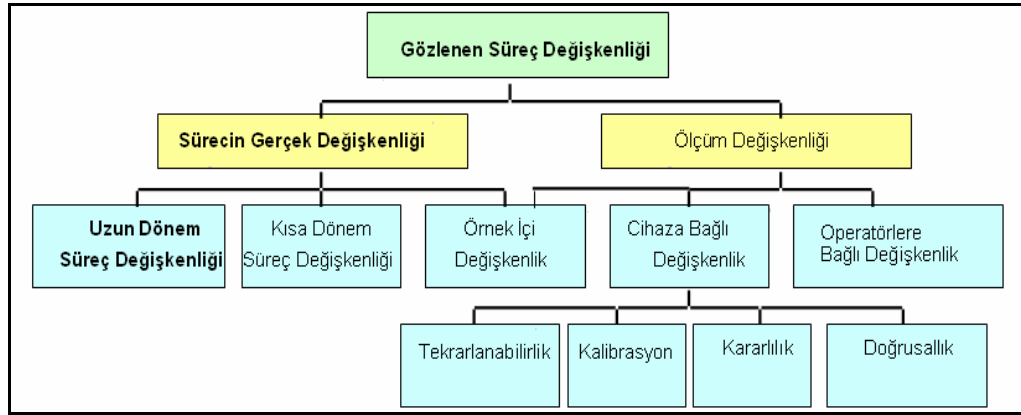 Gözlenen Süreç Değişkenliği
Sürecin Gerçek Değişkenliği
Ölçüm Değişkenliği
Uzun Dönem
Süreç Değişkenliği
Kısa Dönem
Süreç Değişkenliği
Örnek İçi
Değişkenlik
Cihaza Bağlı
Değişkenlik
Operatörlere
Bağlı Değişkenlik
Tekrarlanabilirlik
Kalibrasyon
Kararlılık
Doğrusallık